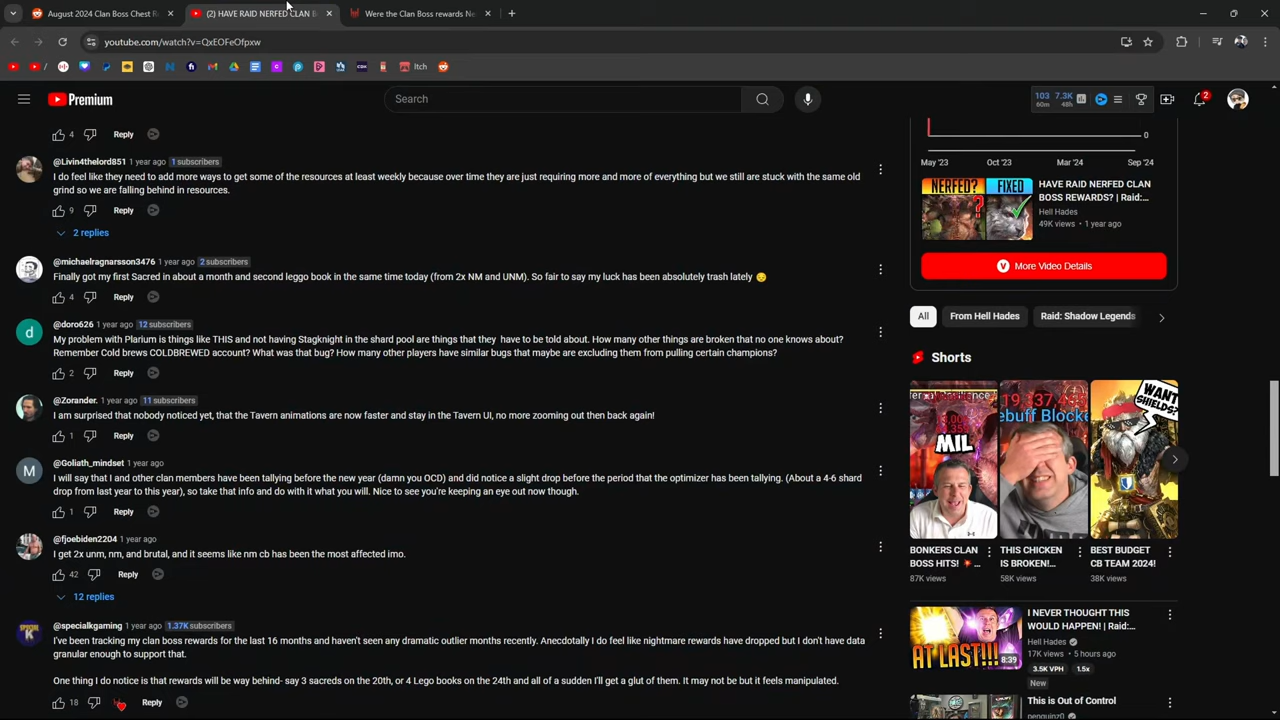 August 2024 Clan Boss Chest R
(2) HAVE RAID NERFED CLAN B
Were the Clan Boss rewards Ne
youtube.com/watch?v=QxEOFeOfpxw
Itch
Premium
Search
103
60m
7.3K
48h
2
4
Reply
@Livin4thelord851 1 year ago 1 subscribers
I do feel like they need to add more ways to get some of the resources at least weekly because over time they are just requiring more and more of everything but we still are stuck with the same old
grind so we are falling behind in resources.
9 Reply
2 replies
@michaelragnarsson3476 1 year ago 2 subscribers
Finally got my first Sacred in about a month and second leggo book in the same time today (from 2x NM and UNM). So fair to say my luck has been absolutely trash lately 😔
4 Reply
d
@doro626 1 year ago 12 subscribers
My problem with Plarium is things like THIS and not having Stagknight in the shard pool are things that they have to be told about. How many other things are broken that no one knows about?
Remember Cold brews COLDBREWED account? What was that bug? How many other players have similar bugs that maybe are excluding them from pulling certain champions?
2 Reply
@Zorander. 1 year ago 11 subscribers
I am surprised that nobody noticed yet, that the Tavern animations are now faster and stay in the Tavern UI, no more zooming out then back again!
1 Reply
M
@Goliath_mindset 1 year ago
I will say that I and other clan members have been tallying before the new year (damn you OCD) and did notice a slight drop before the period that the optimizer has been tallying. (About a 4-6 shard
drop from last year to this year), so take that info and do with it what you will. Nice to see you're keeping an eye out now though.
1 Reply
@fjoebiden2204 1 year ago
I get 2x unm, nm, and brutal, and it seems like nm cb has been the most affected imo.
42 Reply
12 replies
@specialkgaming 1 year ago 1.37K subscribers
I've been tracking my clan boss rewards for the last 16 months and haven't seen any dramatic outlier months recently. Anecdotally I do feel like nightmare rewards have dropped but I don't have data
granular enough to support that.
One thing I do notice is that rewards will be way behind- say 3 sacreds on the 20th, or 4 Lego books on the 24th and all of a sudden I'll get a glut of them. It may not be but it feels manipulated.
18 Reply
0
May '23 Oct '23 Mar '24 Sep '24
NERFED? FIXED
?
HAVE RAID NERFED CLAN
BOSS REWARDS? | Raid:...
Hell Hades
49K views • 1 year ago
V More Video Details
All From Hell Hades Raid: Shadow Legends
Shorts
MIL
ebuff Blocke
WANT
SHIELDS?
BONKERS CLAN
BOSS HITS! 💥 ...
87K views
THIS CHICKEN
IS BROKEN!...
58K views
BEST BUDGET
CB TEAM 2024!
38K views
AT LAST!!!
8:39
I NEVER THOUGHT THIS
WOULD HAPPEN! | Raid:...
Hell Hades
17K views • 5 hours ago
3.5K VPH 1.5x
New
This is Out of Control
penguinz0